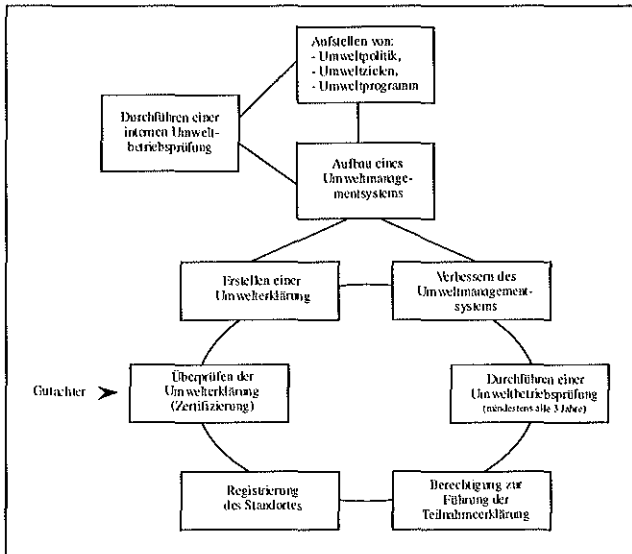 Aufstellen von:
- Umweltpolitik,
- Umweltzielen,
- Umweltprogramm
Durchführen einer
internen Umwelt-
betriebsprüfung
Aufbau eines
Umweltmanage-
mentsystems
Erstellen einer
Umwelterklärung
Verbessern des
Umweltmanagement-
systems
Gutachter
Überprüfen der
Umwelterklärung
(Zertifizierung)
Durchführen einer
Umweltbetriebsprüfung
(mindestens alle 3 Jahre)
Registrierung
des Standortes
Berechtigung zur
Führung der
Teilnahmeerklärung